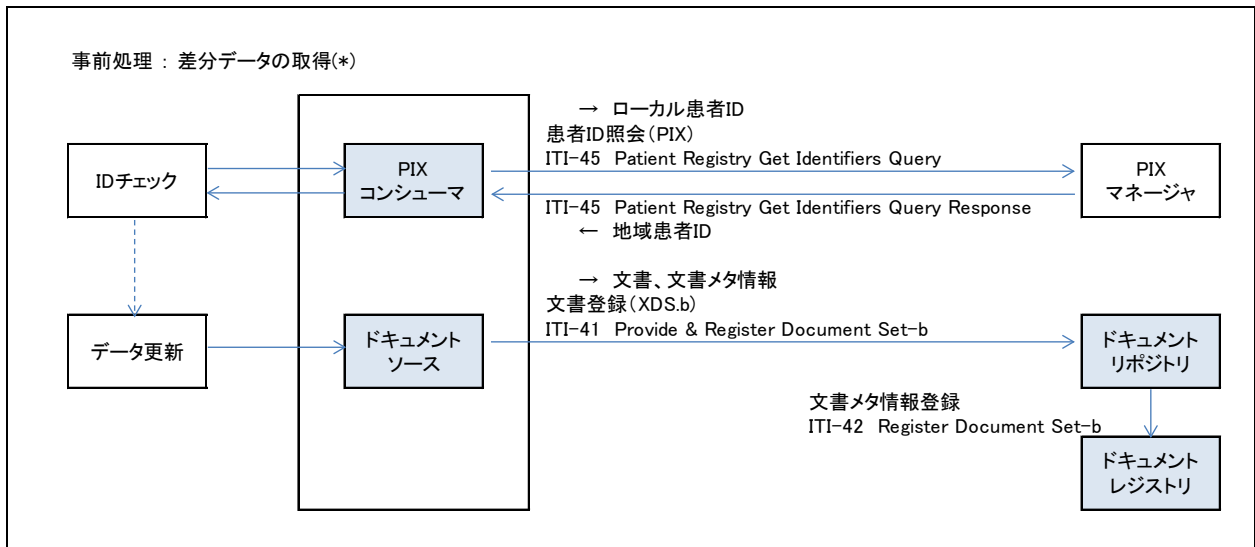 事前処理 : 差分データの取得(*)
→ ローカル患者ID
患者ID照会(PIX)
ITI-45 Patient Registry Get Identifiers Query
IDチェック
PIX
コンシューマ
PIX
マネージャ
ITI-45 Patient Registry Get Identifiers Query Response
← 地域患者ID
→ 文書、文書メタ情報
文書登録(XDS.b)
ITI-41 Provide & Register Document Set-b
データ更新
ドキュメント
ソース
ドキュメント
リポジトリ
文書メタ情報登録
ITI-42 Register Document Set-b
ドキュメント
レジストリ